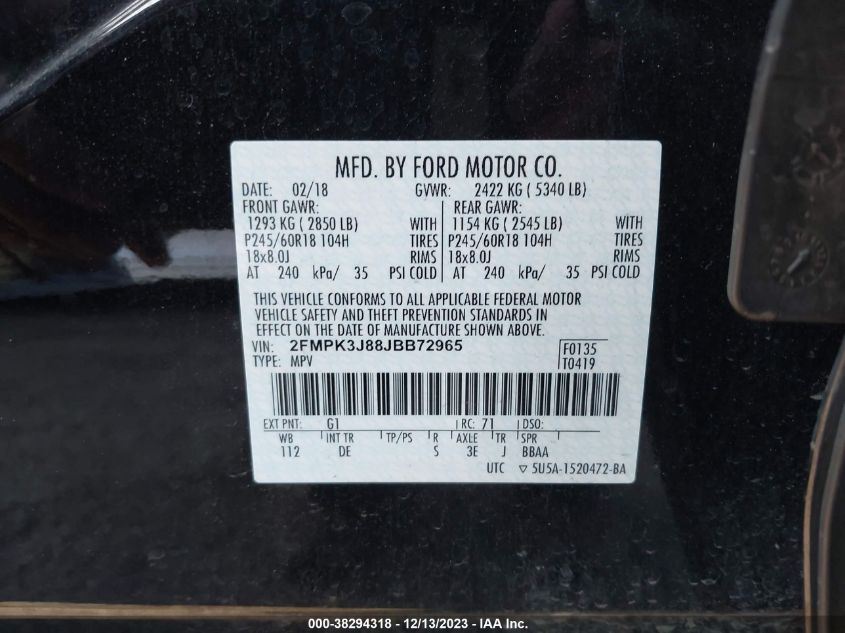 MFD. BY FORD MOTOR CO.
DATE: 02/18 GVWR: 2422 KG ( 5340 LB)
FRONT GAWR: REAR GAWR:
1293 KG ( 2850 LB) WITH 1154 KG ( 2545 LB) WITH
P245/60R18 104H TIRES P245/60R18 104H TIRES
18x8.0J RIMS 18x8.0J RIMS
AT 240 kPa/ 35 PSI COLD AT 240 kPa/ 35 PSI COLD
THIS VEHICLE CONFORMS TO ALL APPLICABLE FEDERAL MOTOR
VEHICLE SAFETY AND THEFT PREVENTION STANDARDS IN
EFFECT ON THE DATE OF MANUFACTURE SHOWN ABOVE.
VIN: 2FMPK3J88JBB72965 F0135
TYPE: MPV T0419
EXT PNT: G1 RC: 71 DSO:
WB INT TR TP/PS R AXLE TR SPR
112 DE S 3E J BBAA
UTC ▽ 5U5A-1520472-BA
000-38294318 - 12/13/2023 - IAA Inc.